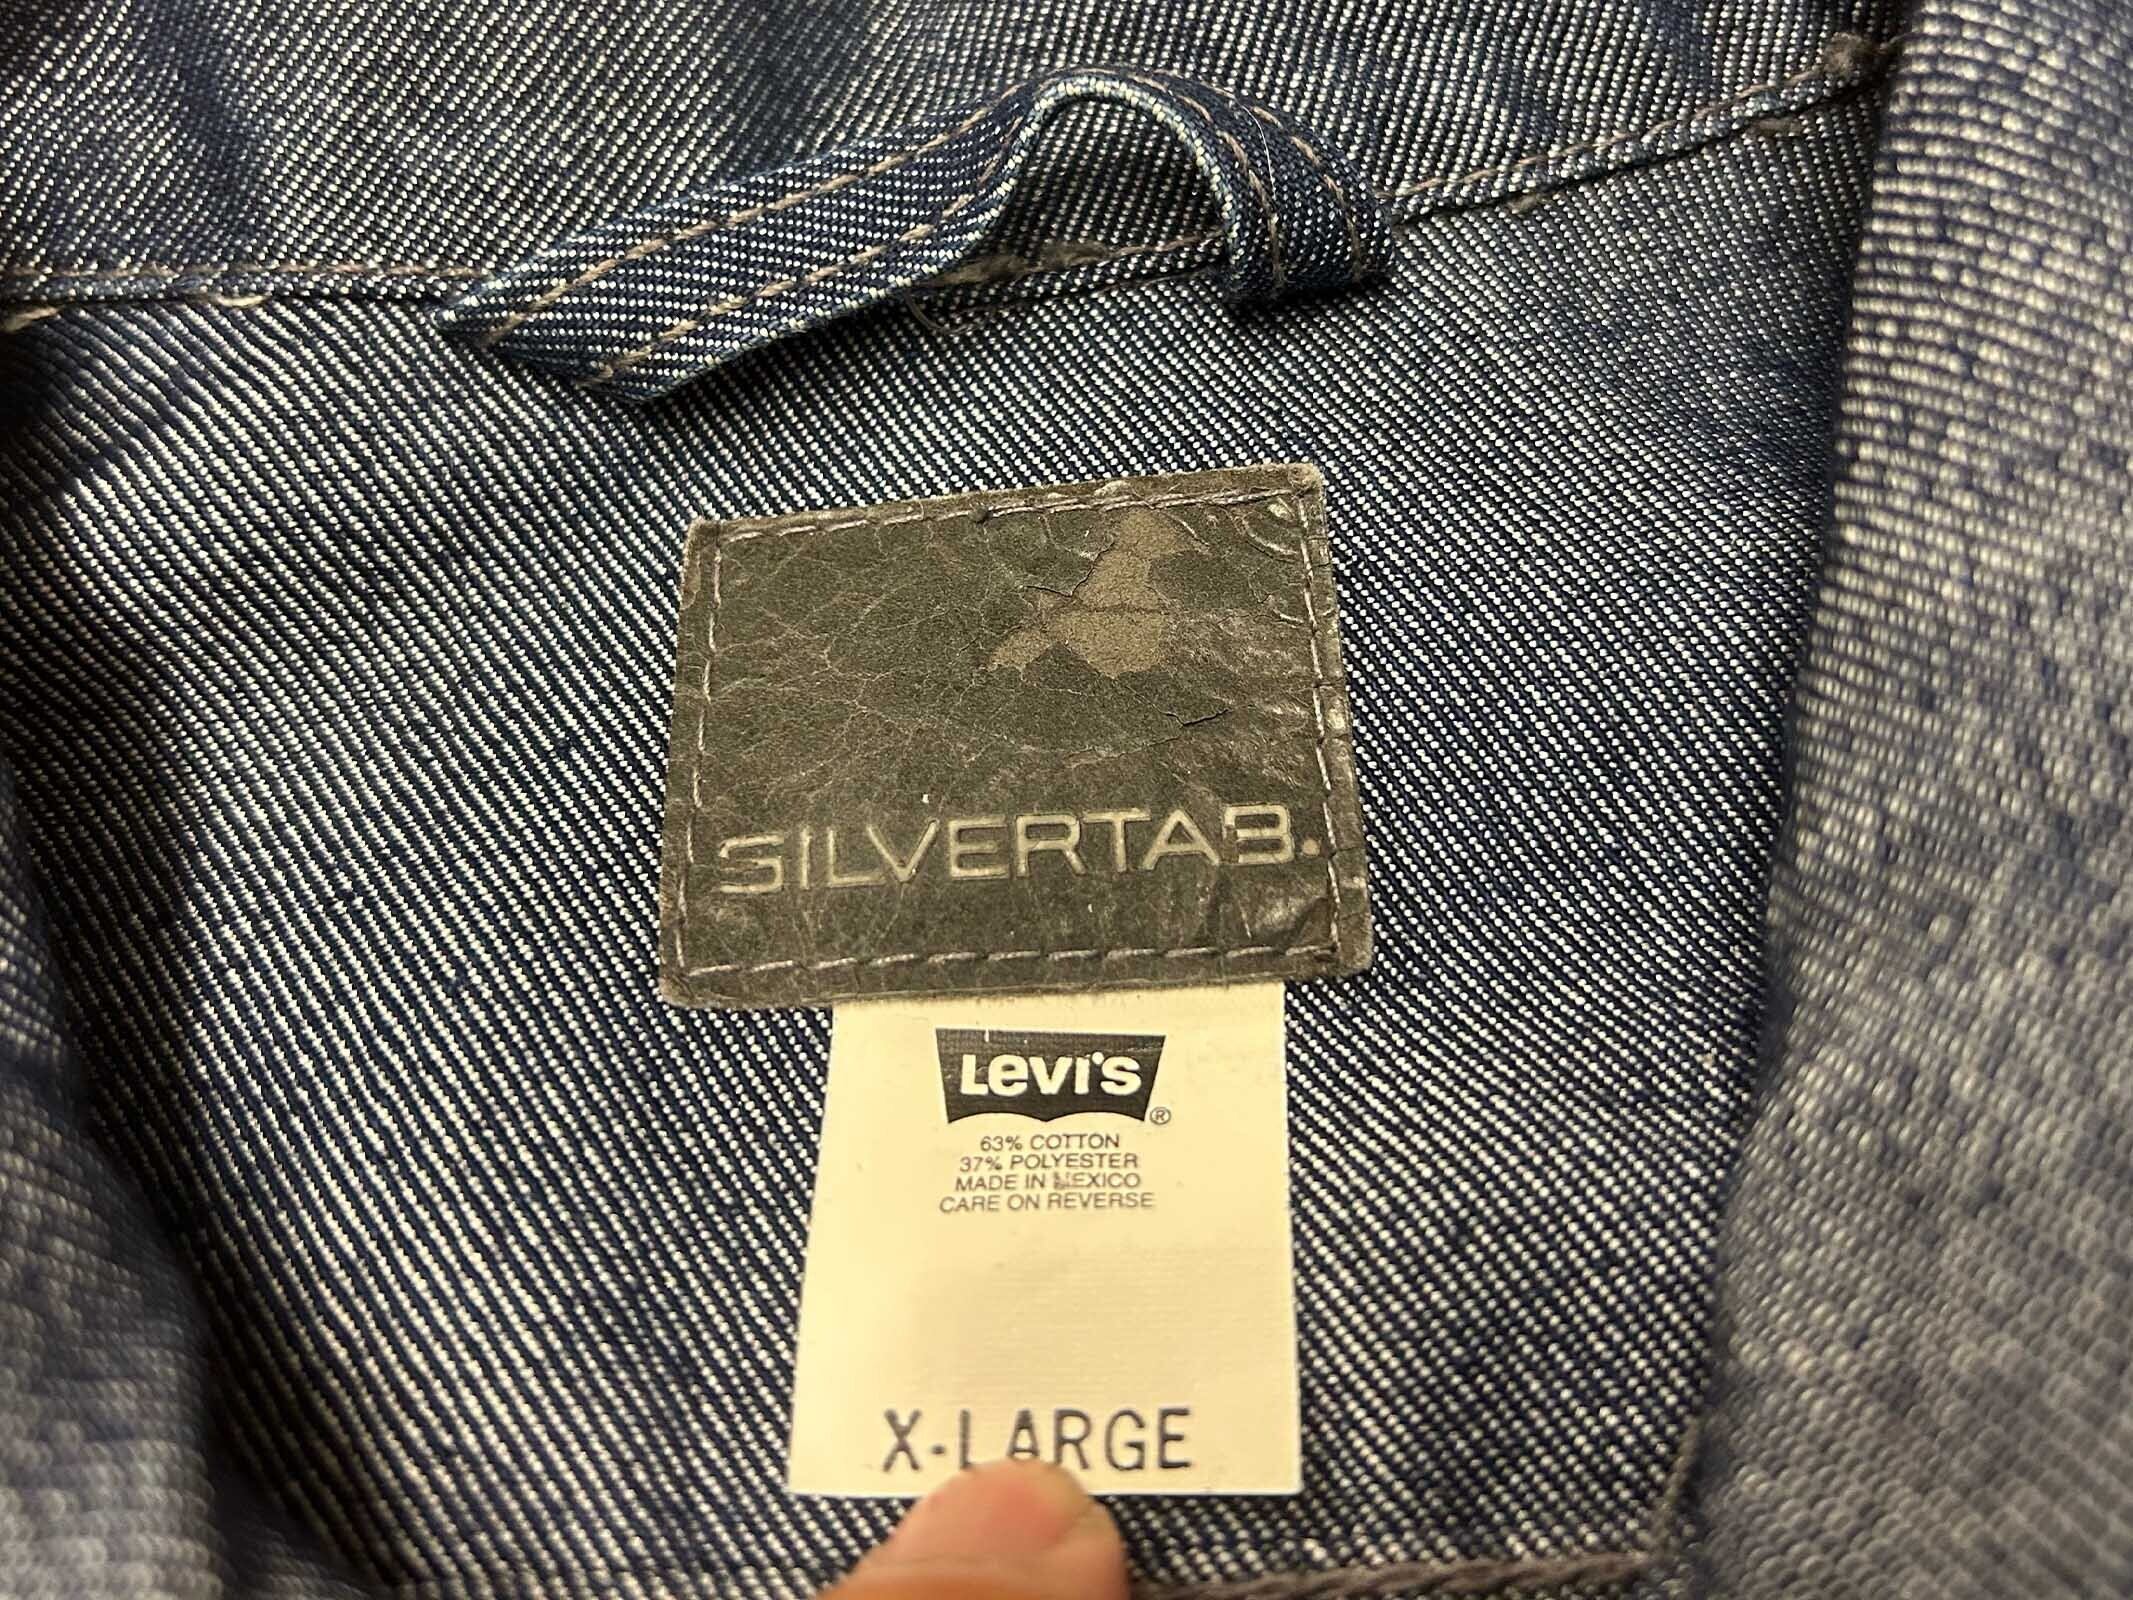 SILVERTAB.
Levi's
®
63% COTTON
37% POLYESTER
MADE IN MEXICO
CARE ON REVERSE
X-LARGE